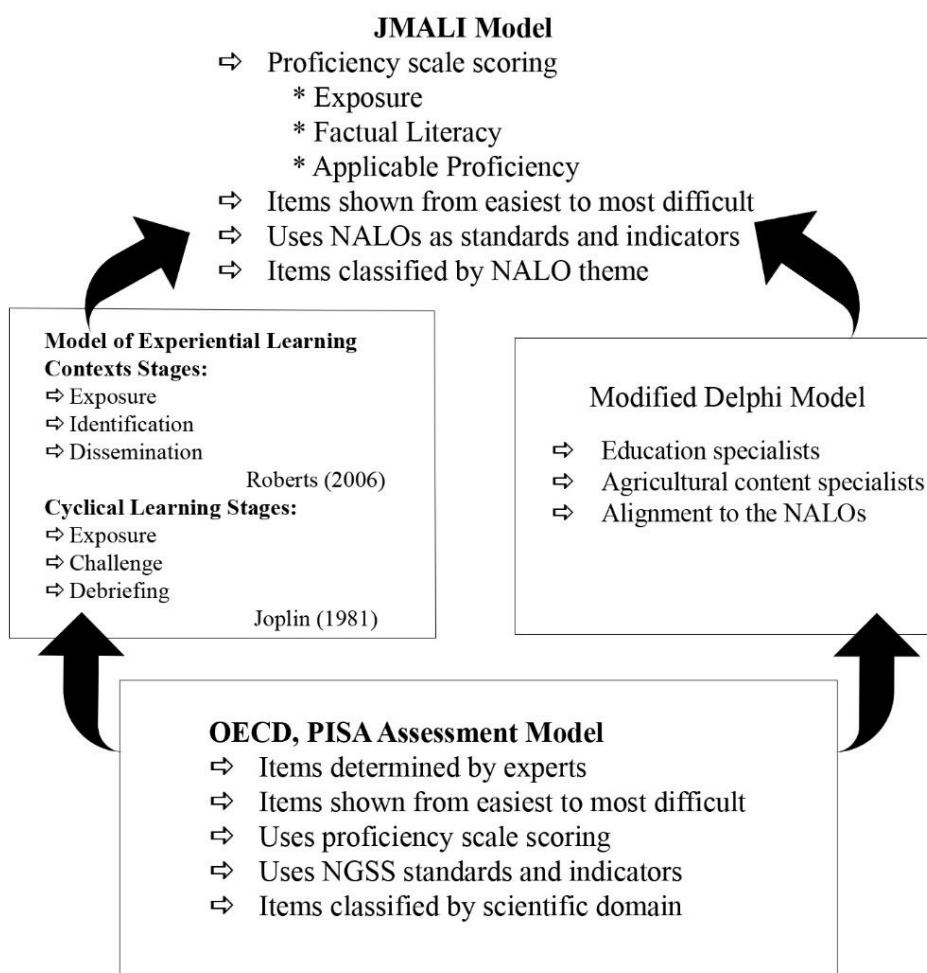 JMALI Model
⇨ Proficiency scale scoring
* Exposure
* Factual Literacy
* Applicable Proficiency
⇨ Items shown from easiest to most difficult
⇨ Uses NALOs as standards and indicators
⇨ Items classified by NALO theme
Model of Experiential Learning
Contexts Stages:
⇨ Exposure
⇨ Identification
⇨ Dissemination
Roberts (2006)
Cyclical Learning Stages:
⇨ Exposure
⇨ Challenge
⇨ Debriefing
Joplin (1981)
Modified Delphi Model
⇨ Education specialists
⇨ Agricultural content specialists
⇨ Alignment to the NALOs
OECD, PISA Assessment Model
⇨ Items determined by experts
⇨ Items shown from easiest to most difficult
⇨ Uses proficiency scale scoring
⇨ Uses NGSS standards and indicators
⇨ Items classified by scientific domain